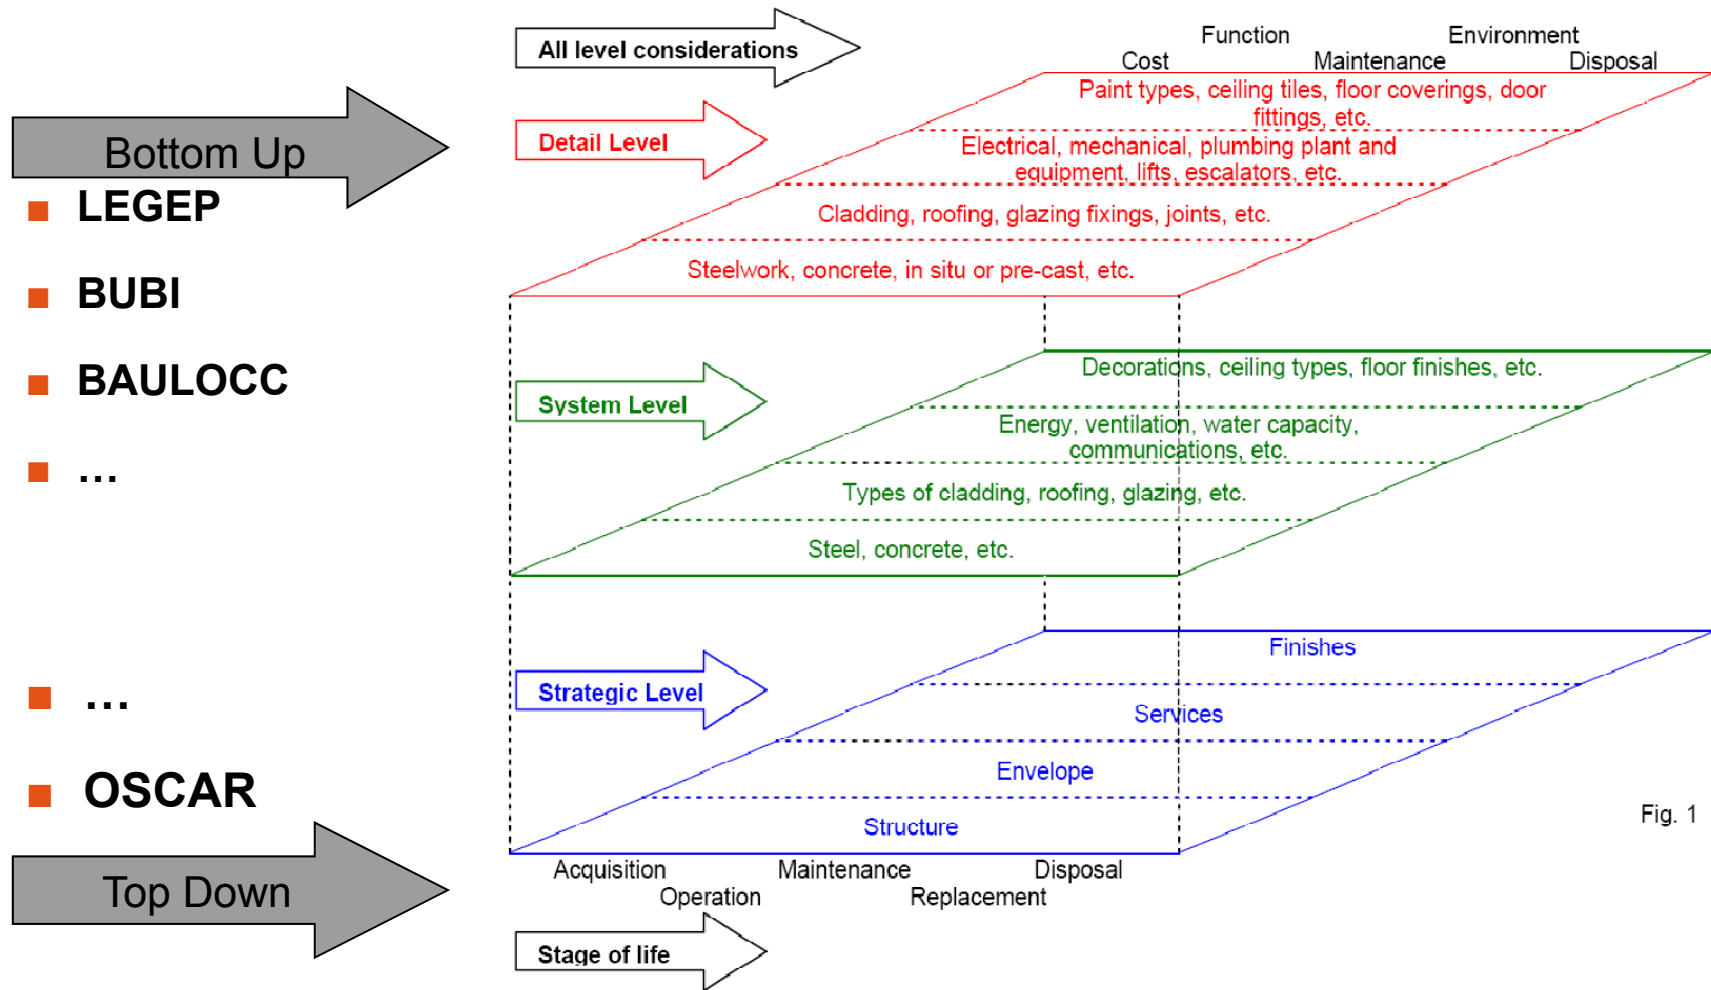 Bottom Up
LEGEP
BUBI
BAULOCC
...
...
OSCAR
Top Down
All level considerations
Function Environment
Cost Maintenance Disposal
Detail Level
Paint types, ceiling tiles, floor coverings, door
fittings, etc.
Electrical, mechanical, plumbing plant and
equipment, lifts, escalators, etc.
Cladding, roofing, glazing fixings, joints, etc.
Steelwork, concrete, in situ or pre-cast, etc.
System Level
Decorations, ceiling types, floor finishes, etc.
Energy, ventilation, water capacity,
communications, etc.
Types of cladding, roofing, glazing, etc.
Steel, concrete, etc.
Strategic Level
Finishes
Services
Envelope
Structure
Fig. 1
Acquisition Maintenance Disposal
Operation Replacement
Stage of life